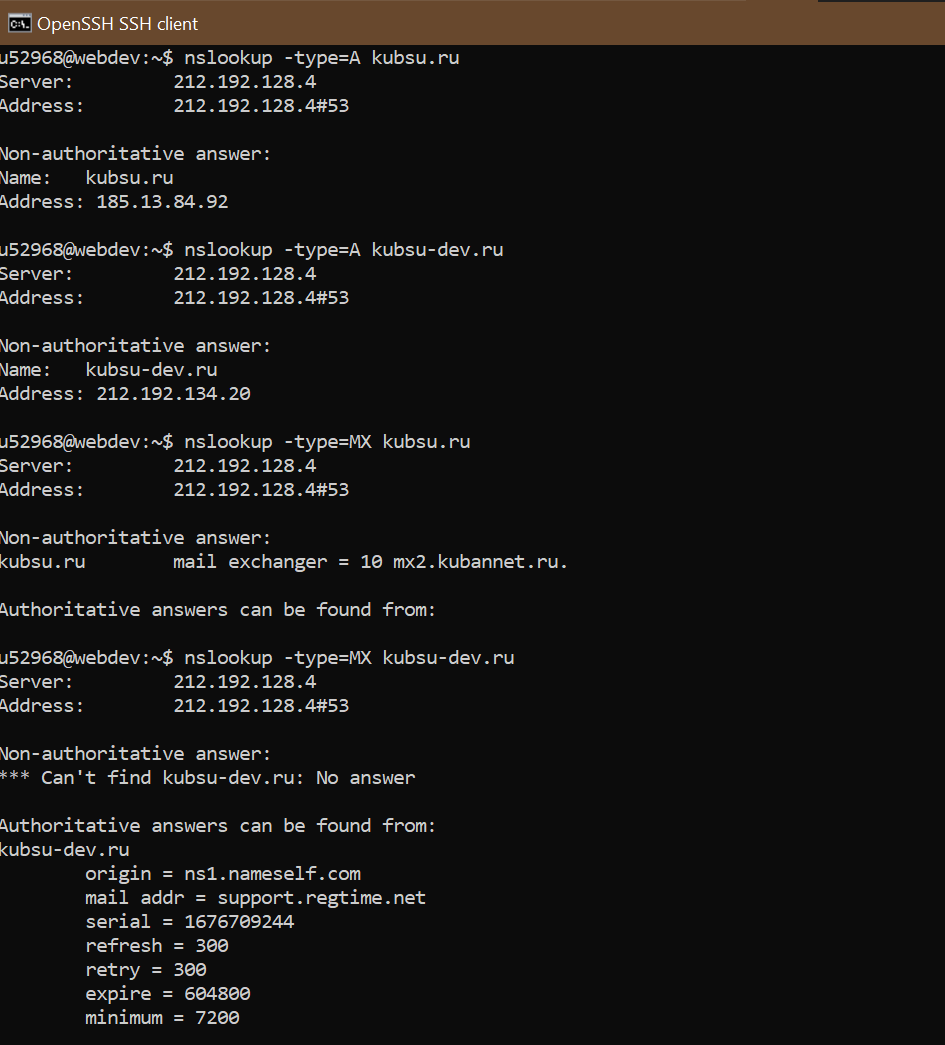 OpenSSH SSH client
u52968@webdev:~$ nslookup -type=A kubsu.ru
Server:         212.192.128.4
Address:        212.192.128.4#53

Non-authoritative answer:
Name:   kubsu.ru
Address: 185.13.84.92

u52968@webdev:~$ nslookup -type=A kubsu-dev.ru
Server:         212.192.128.4
Address:        212.192.128.4#53

Non-authoritative answer:
Name:   kubsu-dev.ru
Address: 212.192.134.20

u52968@webdev:~$ nslookup -type=MX kubsu.ru
Server:         212.192.128.4
Address:        212.192.128.4#53

Non-authoritative answer:
kubsu.ru        mail exchanger = 10 mx2.kubannet.ru.

Authoritative answers can be found from:

u52968@webdev:~$ nslookup -type=MX kubsu-dev.ru
Server:         212.192.128.4
Address:        212.192.128.4#53

Non-authoritative answer:
*** Can't find kubsu-dev.ru: No answer

Authoritative answers can be found from:
kubsu-dev.ru
        origin = ns1.nameself.com
        mail addr = support.regtime.net
        serial = 1676709244
        refresh = 300
        retry = 300
        expire = 604800
        minimum = 7200